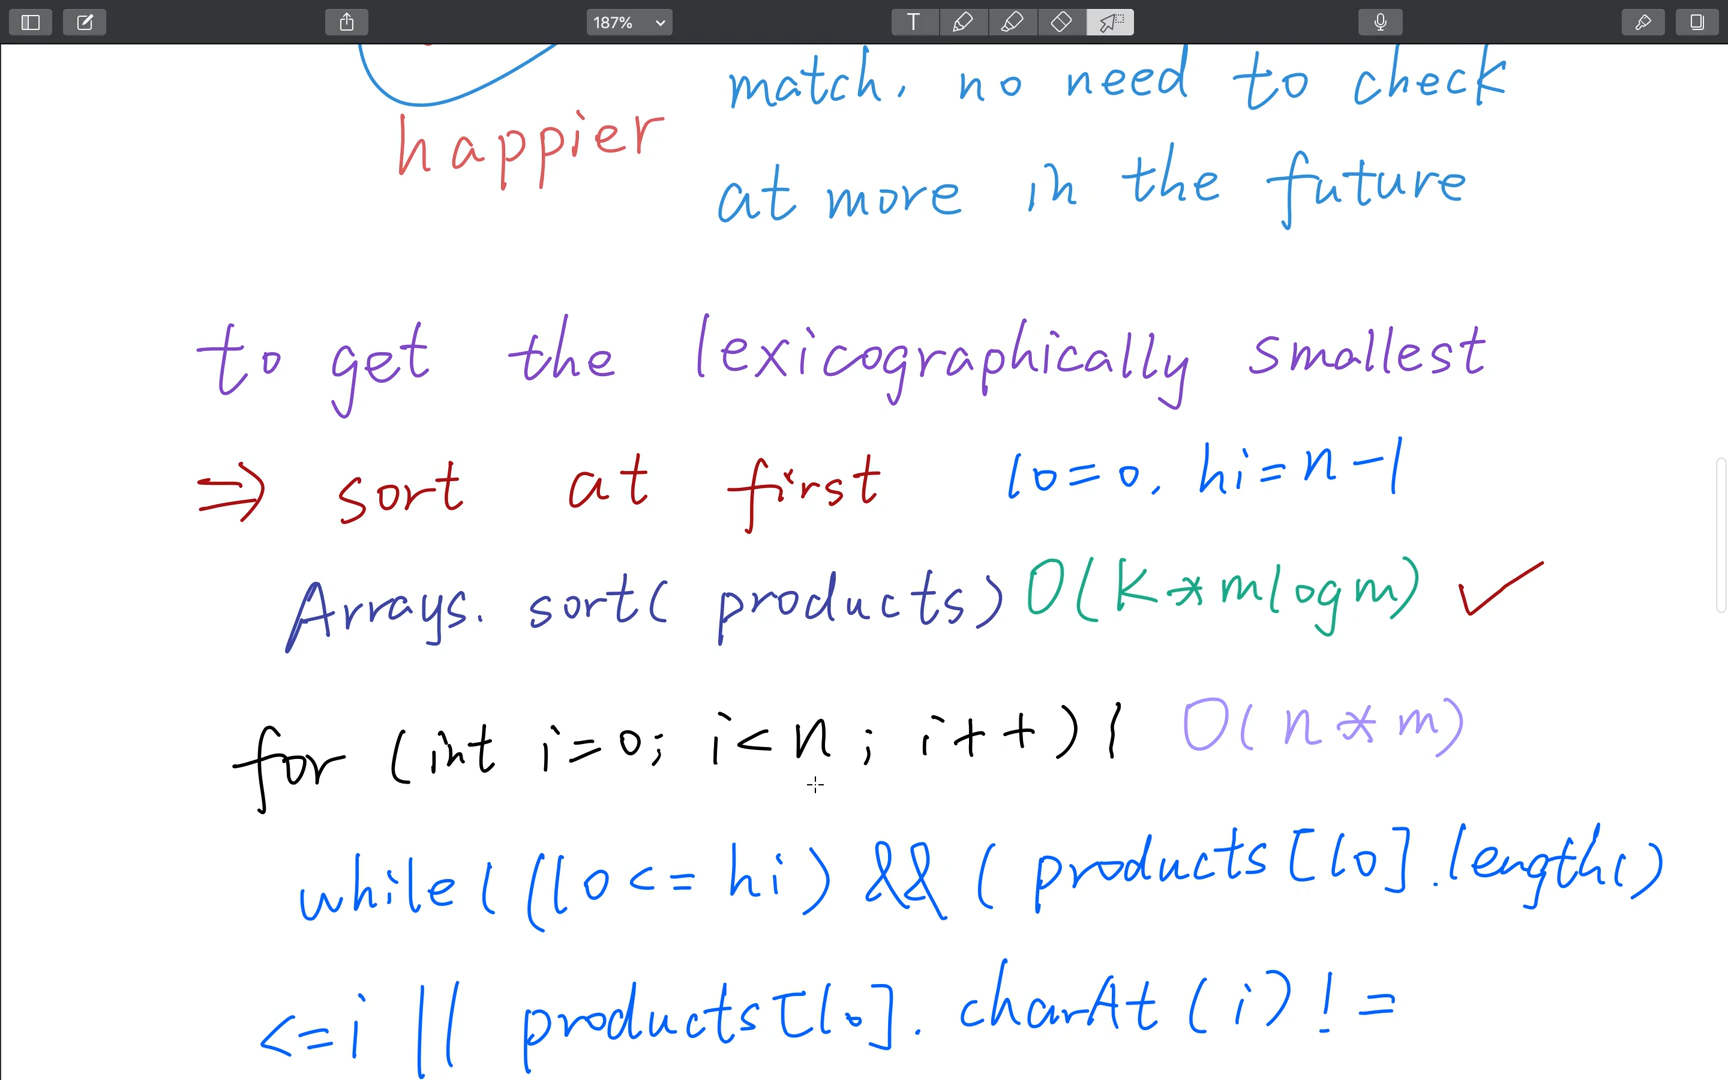 187%
T
match, no need to check
happier
at more in the future
to get the lexicographically smallest
⇒ sort at first lo=0, hi=n-1
Arrays.sort(products) O(K*mlogm) ✓
for (int i=0; i<n; i++) { O(n*m)
while((lo<=hi) && (products[lo].length()
<=i || products[lo].charAt(i) !=